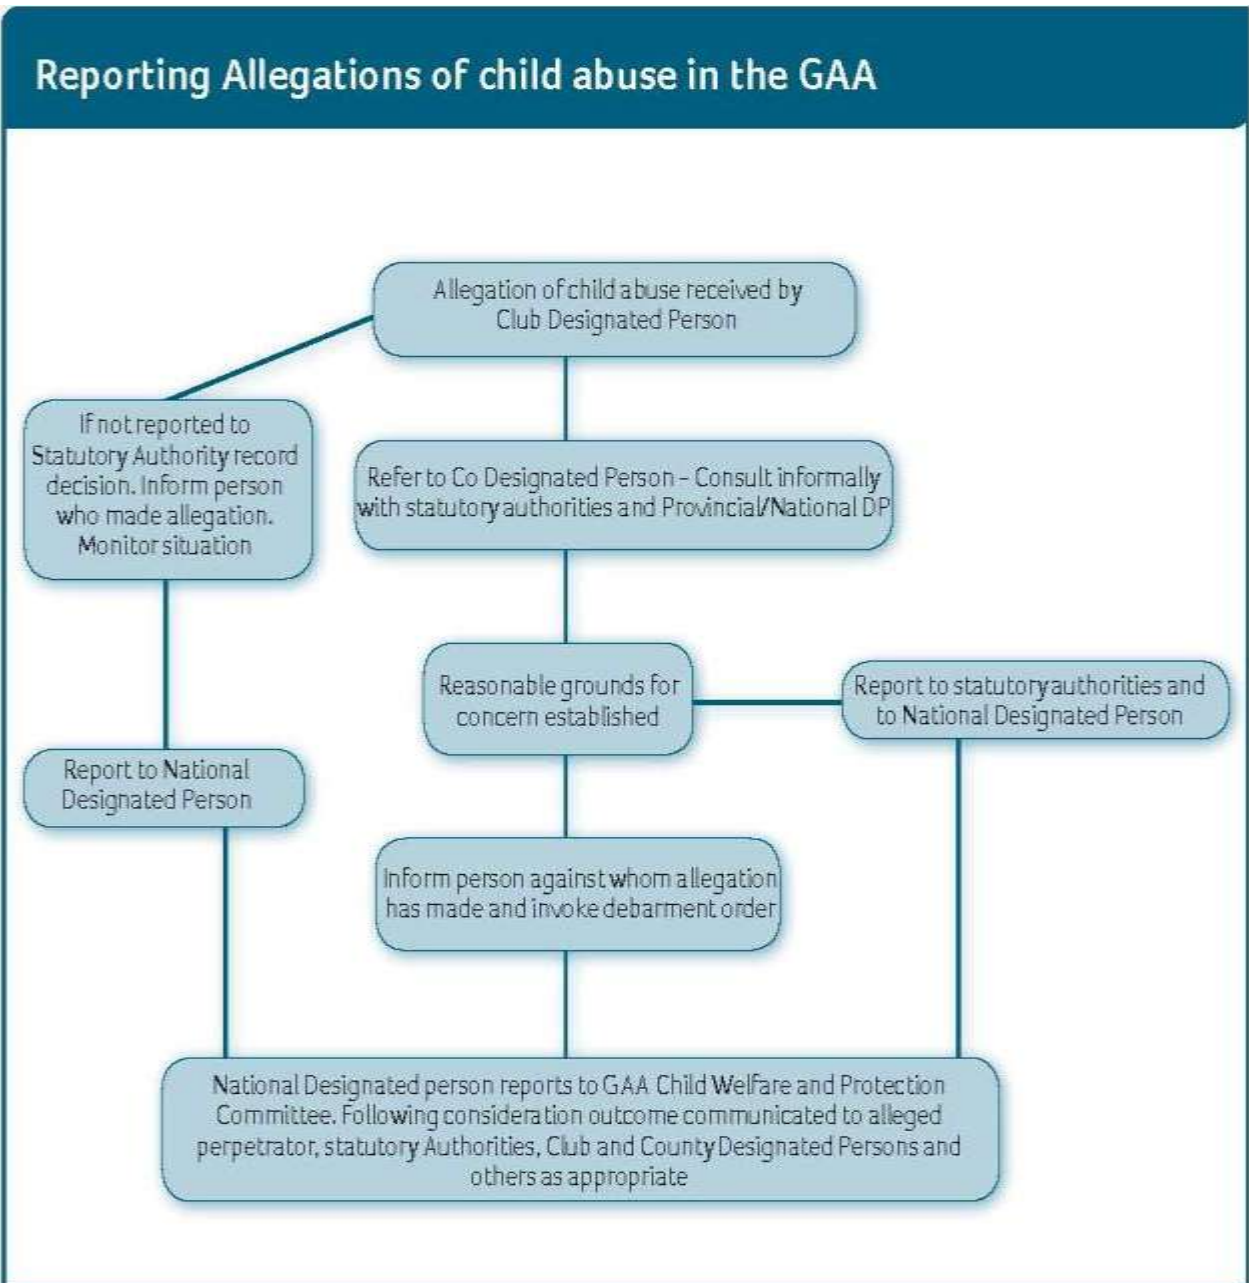 Reporting Allegations of child abuse in the GAA
Allegation of child abuse received by
Club Designated Person
If not reported to
Statutory Authority record
decision. Inform person
who made allegation.
Monitor situation
Refer to Co Designated Person - Consult informally
with statutory authorities and Provincial/National DP
Reasonable grounds for
concern established
Report to statutory authorities and
to National Designated Person
Report to National
Designated Person
Inform person against whom allegation
has made and invoke debarment order
National Designated person reports to GAA Child Welfare and Protection
Committee. Following consideration outcome communicated to alleged
perpetrator, statutory Authorities, Club and County Designated Persons and
others as appropriate